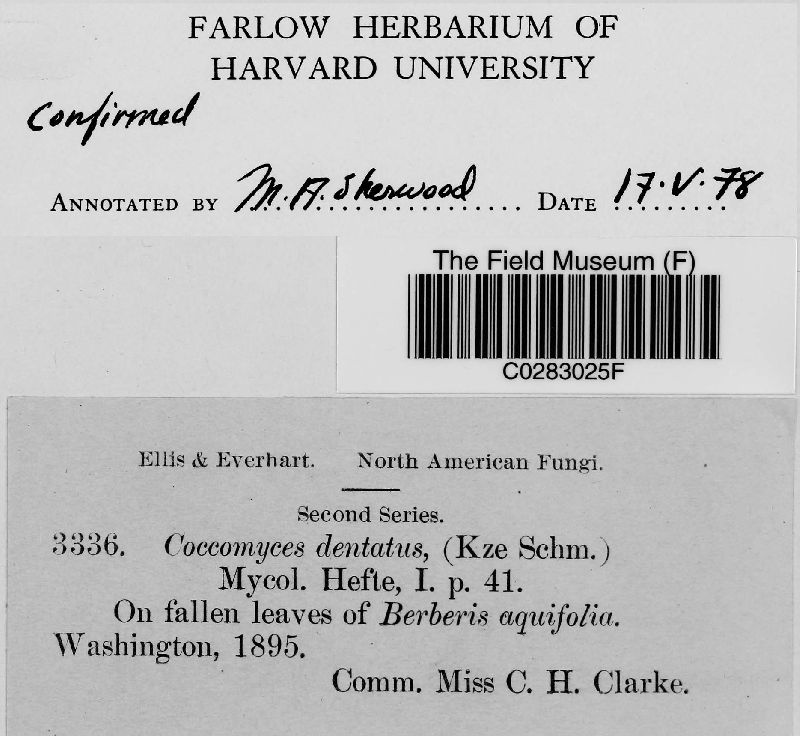 FARLOW HERBARIUM OF
HARVARD UNIVERSITY
Confirmed
ANNOTATED BY M. A. Sherwood DATE 17.V.78
The Field Museum (F)
C0283025F
Ellis & Everhart. North American Fungi.
Second Series.
3336. Coccomyces dentatus, (Kze Schm.)
Mycol. Hefte, I. p. 41.
On fallen leaves of Berberis aquifolia.
Washington, 1895.
Comm. Miss C. H. Clarke.